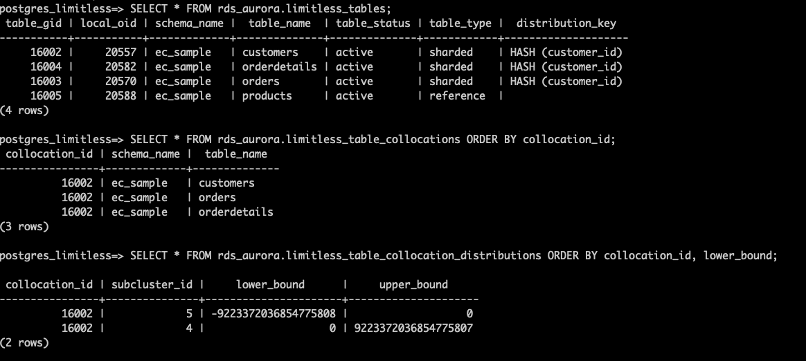 postgres_limitless=> SELECT * FROM rds_aurora.limitless_tables;
 table_gid | local_oid | schema_name |  table_name  | table_status | table_type  |  distribution_key
-----------+-----------+-------------+--------------+--------------+-------------+--------------------
     16002 |     20557 | ec_sample   | customers    | active       | sharded     | HASH (customer_id)
     16004 |     20582 | ec_sample   | orderdetails | active       | sharded     | HASH (customer_id)
     16003 |     20570 | ec_sample   | orders       | active       | sharded     | HASH (customer_id)
     16005 |     20588 | ec_sample   | products     | active       | reference   |
(4 rows)

postgres_limitless=> SELECT * FROM rds_aurora.limitless_table_collocations ORDER BY collocation_id;
 collocation_id | schema_name |  table_name
----------------+-------------+--------------
          16002 | ec_sample   | customers
          16002 | ec_sample   | orders
          16002 | ec_sample   | orderdetails
(3 rows)

postgres_limitless=> SELECT * FROM rds_aurora.limitless_table_collocation_distributions ORDER BY collocation_id, lower_bound;

 collocation_id | subcluster_id |     lower_bound      |     upper_bound
----------------+---------------+----------------------+---------------------
          16002 |             5 | -9223372036854775808 |                   0
          16002 |             4 |                    0 | 9223372036854775807
(2 rows)